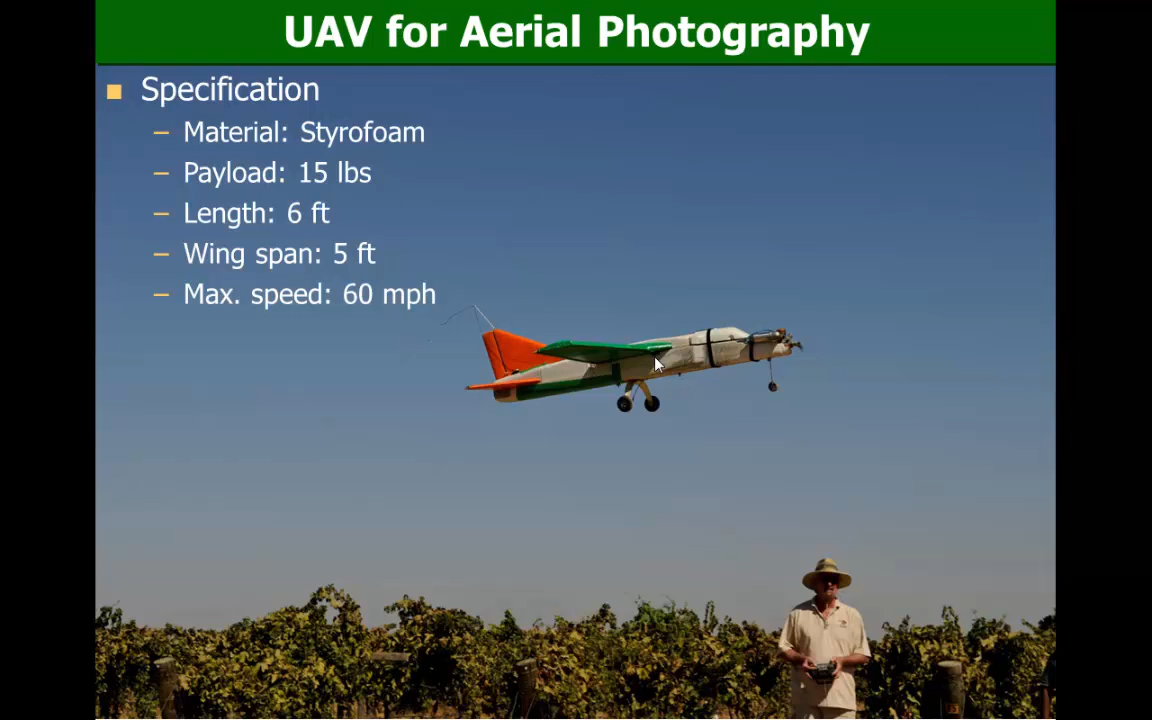 UAV for Aerial Photography
Specification
– Material: Styrofoam
– Payload: 15 lbs
– Length: 6 ft
– Wing span: 5 ft
– Max. speed: 60 mph